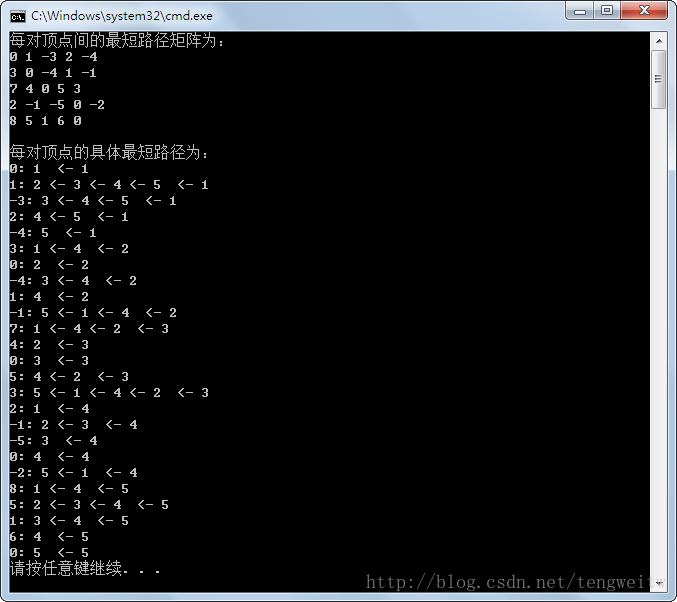 C:\Windows\system32\cmd.exe
每对顶点间的最短路径矩阵为：
0 1 -3 2 -4
3 0 -4 1 -1
7 4 0 5 3
2 -1 -5 0 -2
8 5 1 6 0
每对顶点的具体最短路径为：
0: 1  <- 1
1: 2 <- 3 <- 4 <- 5  <- 1
-3: 3 <- 4 <- 5  <- 1
2: 4 <- 5  <- 1
-4: 5  <- 1
3: 1 <- 4  <- 2
0: 2  <- 2
-4: 3 <- 4  <- 2
1: 4  <- 2
-1: 5 <- 1 <- 4  <- 2
7: 1 <- 4 <- 2  <- 3
4: 2  <- 3
0: 3  <- 3
5: 4 <- 2  <- 3
3: 5 <- 1 <- 4 <- 2  <- 3
2: 1  <- 4
-1: 2 <- 3  <- 4
-5: 3  <- 4
0: 4  <- 4
-2: 5 <- 1  <- 4
8: 1 <- 4  <- 5
5: 2 <- 3 <- 4  <- 5
1: 3 <- 4  <- 5
6: 4  <- 5
0: 5  <- 5
请按任意键继续. . .